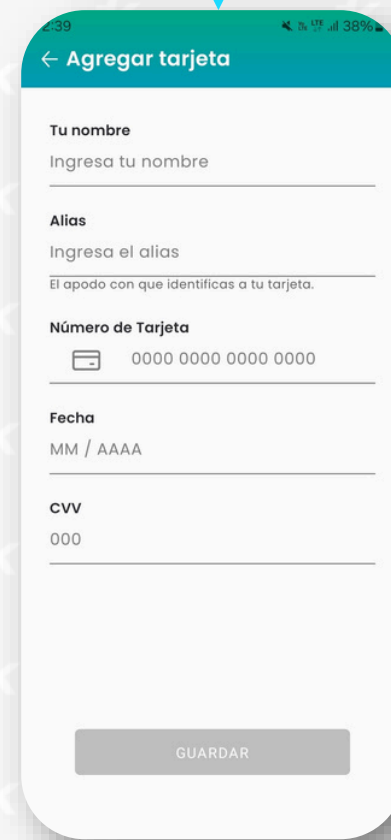 2:39 LTE 38%
← Agregar tarjeta
Tu nombre
Ingresa tu nombre
Alias
Ingresa el alias
El apodo con que identificas a tu tarjeta.
Número de Tarjeta
0000 0000 0000 0000
Fecha
MM / AAAA
CVV
000
GUARDAR